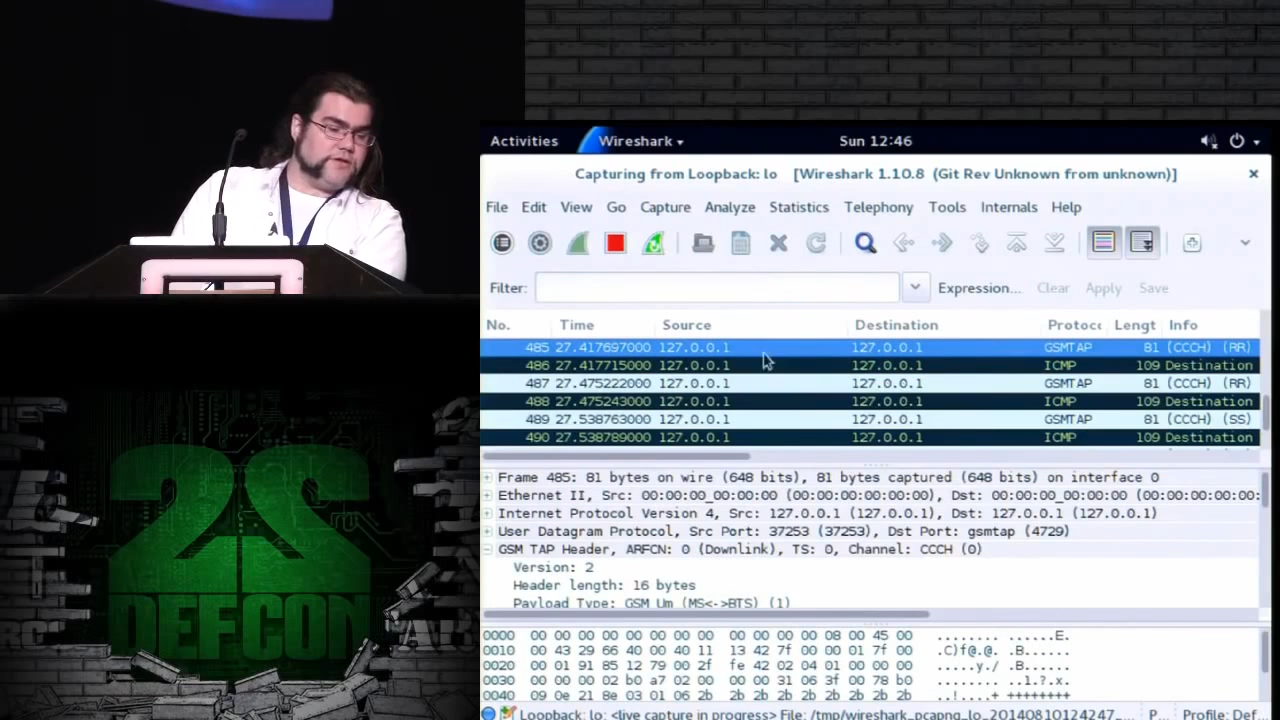 Activities Wireshark Sun 12:46
Capturing from Loopback: lo [Wireshark 1.10.8 (Git Rev Unknown from unknown)]
File Edit View Go Capture Analyze Statistics Telephony Tools Internals Help
Filter: Expression... Clear Apply Save
No. Time Source Destination Protoc Lengt Info
485 27.417697000 127.0.0.1 127.0.0.1 GSMTAP 81 (CCCH) (RR)
486 27.417715000 127.0.0.1 127.0.0.1 ICMP 109 Destination
487 27.475222000 127.0.0.1 127.0.0.1 GSMTAP 81 (CCCH) (RR)
488 27.475243000 127.0.0.1 127.0.0.1 ICMP 109 Destination
489 27.538763000 127.0.0.1 127.0.0.1 GSMTAP 81 (CCCH) (SS)
490 27.538789000 127.0.0.1 127.0.0.1 ICMP 109 Destination
Frame 485: 81 bytes on wire (648 bits), 81 bytes captured (648 bits) on interface 0
Ethernet II, Src: 00:00:00_00:00:00 (00:00:00:00:00:00), Dst: 00:00:00_00:00:00 (00:00:00:00:00:
Internet Protocol Version 4, Src: 127.0.0.1 (127.0.0.1), Dst: 127.0.0.1 (127.0.0.1)
User Datagram Protocol, Src Port: 37253 (37253), Dst Port: gsmtap (4729)
GSM TAP Header, ARFCN: 0 (Downlink), TS: 0, Channel: CCCH (0)
Version: 2
Header length: 16 bytes
Payload Type: GSM Um (MS<->BTS) (1)
0000 00 00 00 00 00 00 00 00 00 00 00 00 08 00 45 00 ........ ......E.
0010 00 43 29 66 40 00 40 11 13 42 7f 00 00 01 7f 00 .C)f@.@. .B......
0020 00 01 91 85 12 79 00 2f fe 42 02 04 01 00 00 00 .....y./ .B......
0030 00 00 00 02 b0 a7 02 00 00 00 31 06 3f 00 78 b0 ........ ..1.?.x.
0040 09 0e 21 8e 03 01 06 2b 2b 2b 2b 2b 2b 2b 2b 2b ..!....+ ++++++++
Loopback: lo: <live capture in progress> File: /tmp/wireshark_pcapng_lo_20140810124247_... P... Profile: Def
22
DEFCON